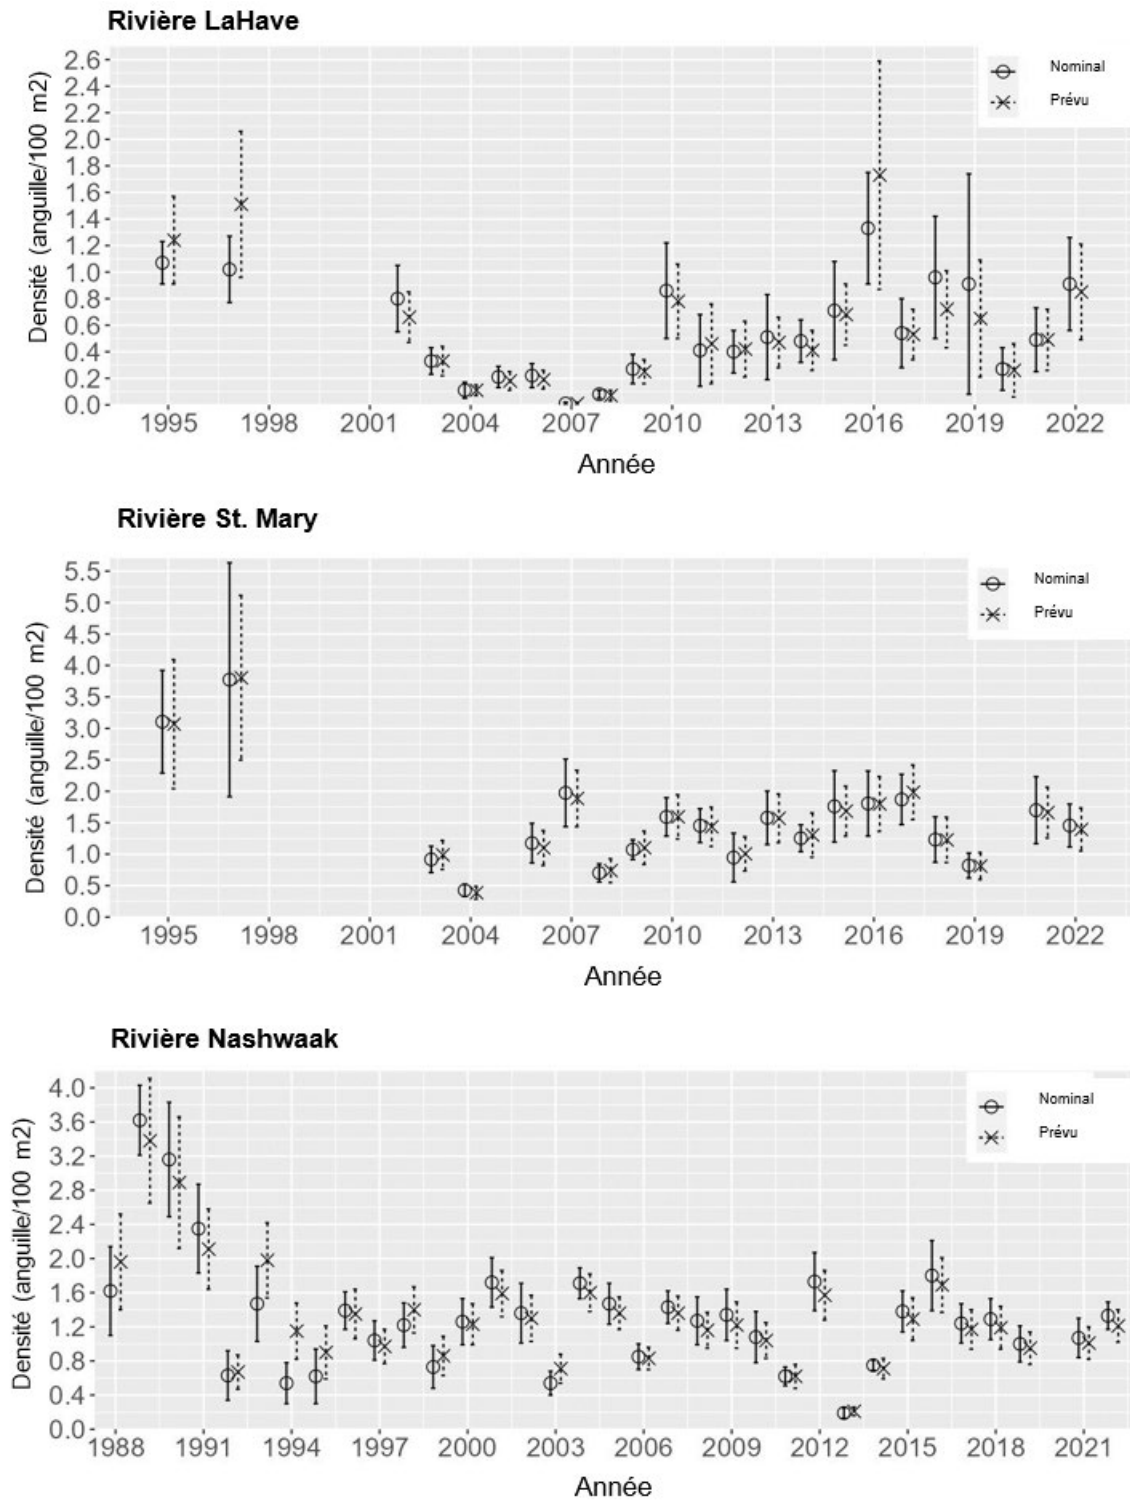 Rivière LaHave
Densité (anguille/100 m2)
2.6
2.4
2.2
2.0
1.8
1.6
1.4
1.2
1.0
0.8
0.6
0.4
0.2
0.0
Nominal
Prévu
1995 1998 2001 2004 2007 2010 2013 2016 2019 2022
Année
Rivière St. Mary
Densité (anguille/100 m2)
5.5
5.0
4.5
4.0
3.5
3.0
2.5
2.0
1.5
1.0
0.5
0.0
Nominal
Prévu
1995 1998 2001 2004 2007 2010 2013 2016 2019 2022
Année
Rivière Nashwaak
Densité (anguille/100 m2)
4.0
3.6
3.2
2.8
2.4
2.0
1.6
1.2
0.8
0.4
0.0
Nominal
Prévu
1988 1991 1994 1997 2000 2003 2006 2009 2012 2015 2018 2021
Année